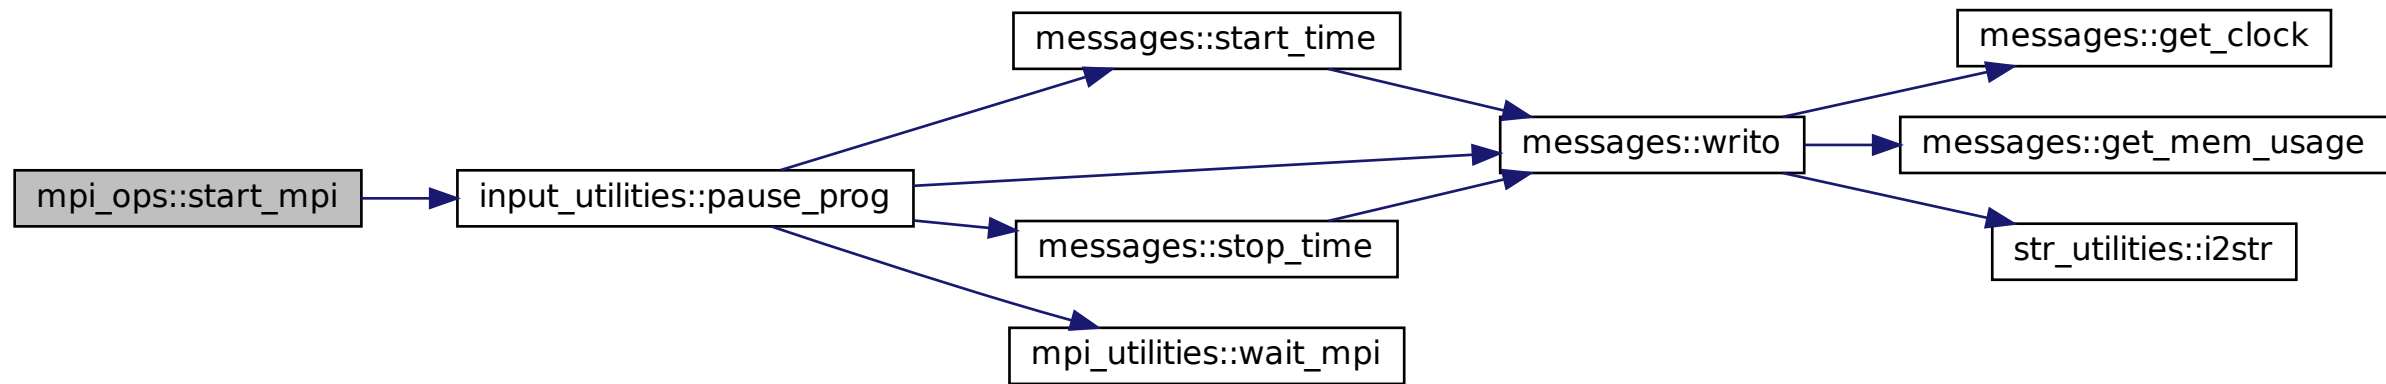 mpi_ops::start_mpi
input_utilities::pause_prog
messages::start_time
messages::writo
messages::stop_time
mpi_utilities::wait_mpi
messages::get_clock
messages::get_mem_usage
str_utilities::i2str